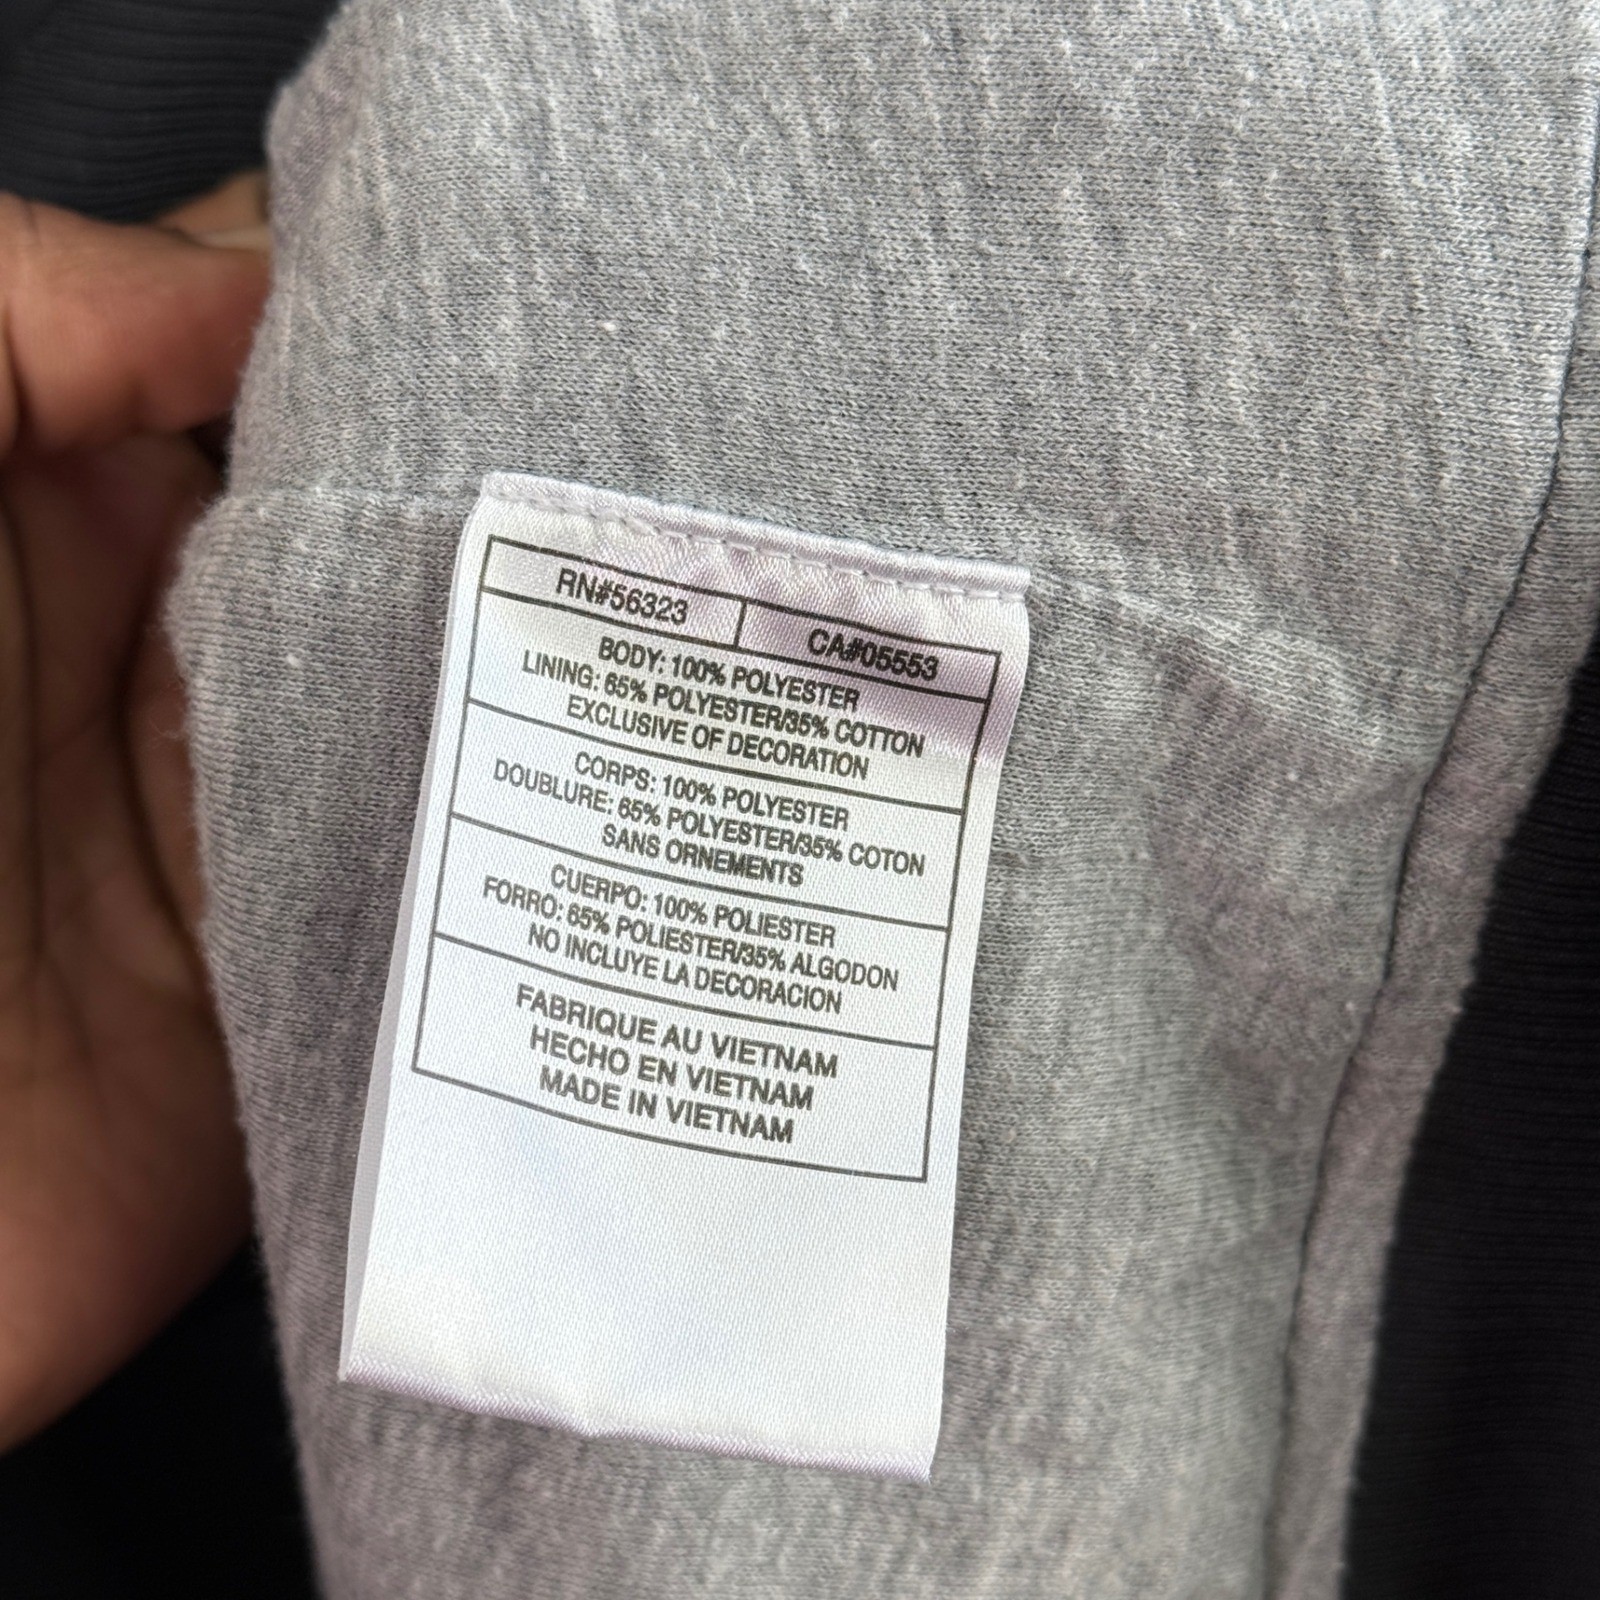 RN#56323
CA#05553
BODY: 100% POLYESTER
LINING: 65% POLYESTER/35% COTTON
EXCLUSIVE OF DECORATION
CORPS: 100% POLYESTER
DOUBLURE: 65% POLYESTER/35% COTON
SANS ORNEMENTS
CUERPO: 100% POLIESTER
FORRO: 65% POLIESTER/35% ALGODON
NO INCLUYE LA DECORACION
FABRIQUE AU VIETNAM
HECHO EN VIETNAM
MADE IN VIETNAM